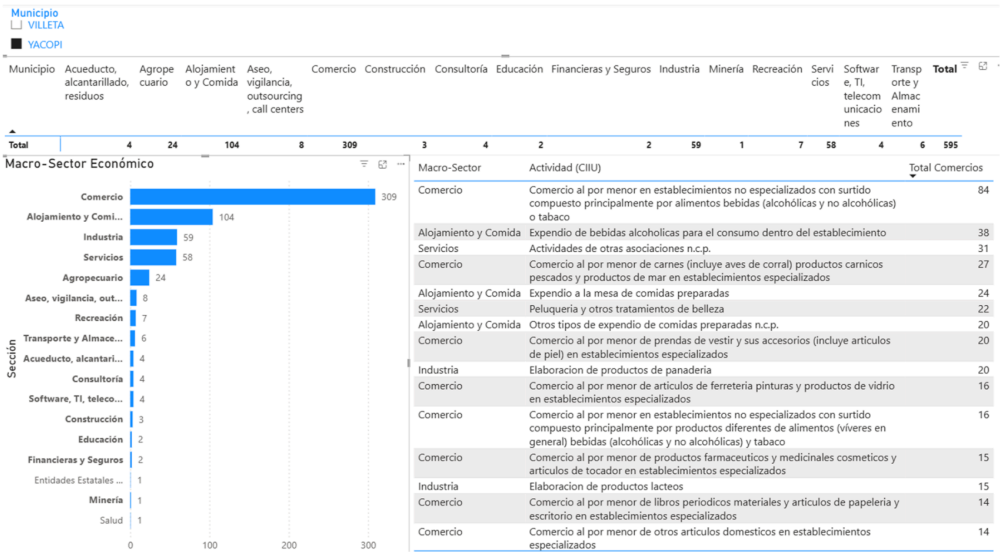 Municipio
VILLETA
YACOPI
Municipio Acueducto, Agrope Alojamient Aseo, Comercio Construcción Consultoría Educación Financieras y Seguros Industria Minería Recreación Servi Softwar Transp Total
alcantarillado, cuario o y Comida vigilancia, cios e, TI, orte y
residuos outsourcing telecom Almac
, call centers unicacio enami
nes ento
Total 4 24 104 8 309 3 4 2 2 59 1 7 58 4 6 595
Macro-Sector Económico
Sección
Comercio 309
Alojamiento y Comi... 104
Industria 59
Servicios 58
Agropecuario 24
Aseo, vigilancia, out... 8
Recreación 7
Transporte y Almace... 6
Acueducto, alcantari... 4
Consultoría 4
Software, TI, teleco... 4
Construcción 3
Educación 2
Financieras y Seguros 2
Entidades Estatales ... 1
Minería 1
Salud 1
0 100 200 300
Macro-Sector Actividad (CIIU) Total Comercios
Comercio Comercio al por menor en establecimientos no especializados con surtido 84
compuesto principalmente por alimentos bebidas (alcohólicas y no alcohólicas)
o tabaco
Alojamiento y Comida Expendio de bebidas alcoholicas para el consumo dentro del establecimiento 38
Servicios Actividades de otras asociaciones n.c.p. 31
Comercio Comercio al por menor de carnes (incluye aves de corral) productos carnicos 27
pescados y productos de mar en establecimientos especializados
Alojamiento y Comida Expendio a la mesa de comidas preparadas 24
Servicios Peluqueria y otros tratamientos de belleza 22
Alojamiento y Comida Otros tipos de expendio de comidas preparadas n.c.p. 20
Comercio Comercio al por menor de prendas de vestir y sus accesorios (incluye articulos 20
de piel) en establecimientos especializados
Industria Elaboracion de productos de panaderia 20
Comercio Comercio al por menor de articulos de ferreteria pinturas y productos de vidrio 16
en establecimientos especializados
Comercio Comercio al por menor en establecimientos no especializados con surtido 16
compuesto principalmente por productos diferentes de alimentos (víveres en
general) bebidas (alcohólicas y no alcohólicas) y tabaco
Comercio Comercio al por menor de productos farmaceuticos y medicinales cosmeticos y 15
articulos de tocador en establecimientos especializados
Industria Elaboracion de productos lacteos 15
Comercio Comercio al por menor de libros periodicos materiales y articulos de papeleria y 14
escritorio en establecimientos especializados
Comercio Comercio al por menor de otros articulos domesticos en establecimientos 14
especializados